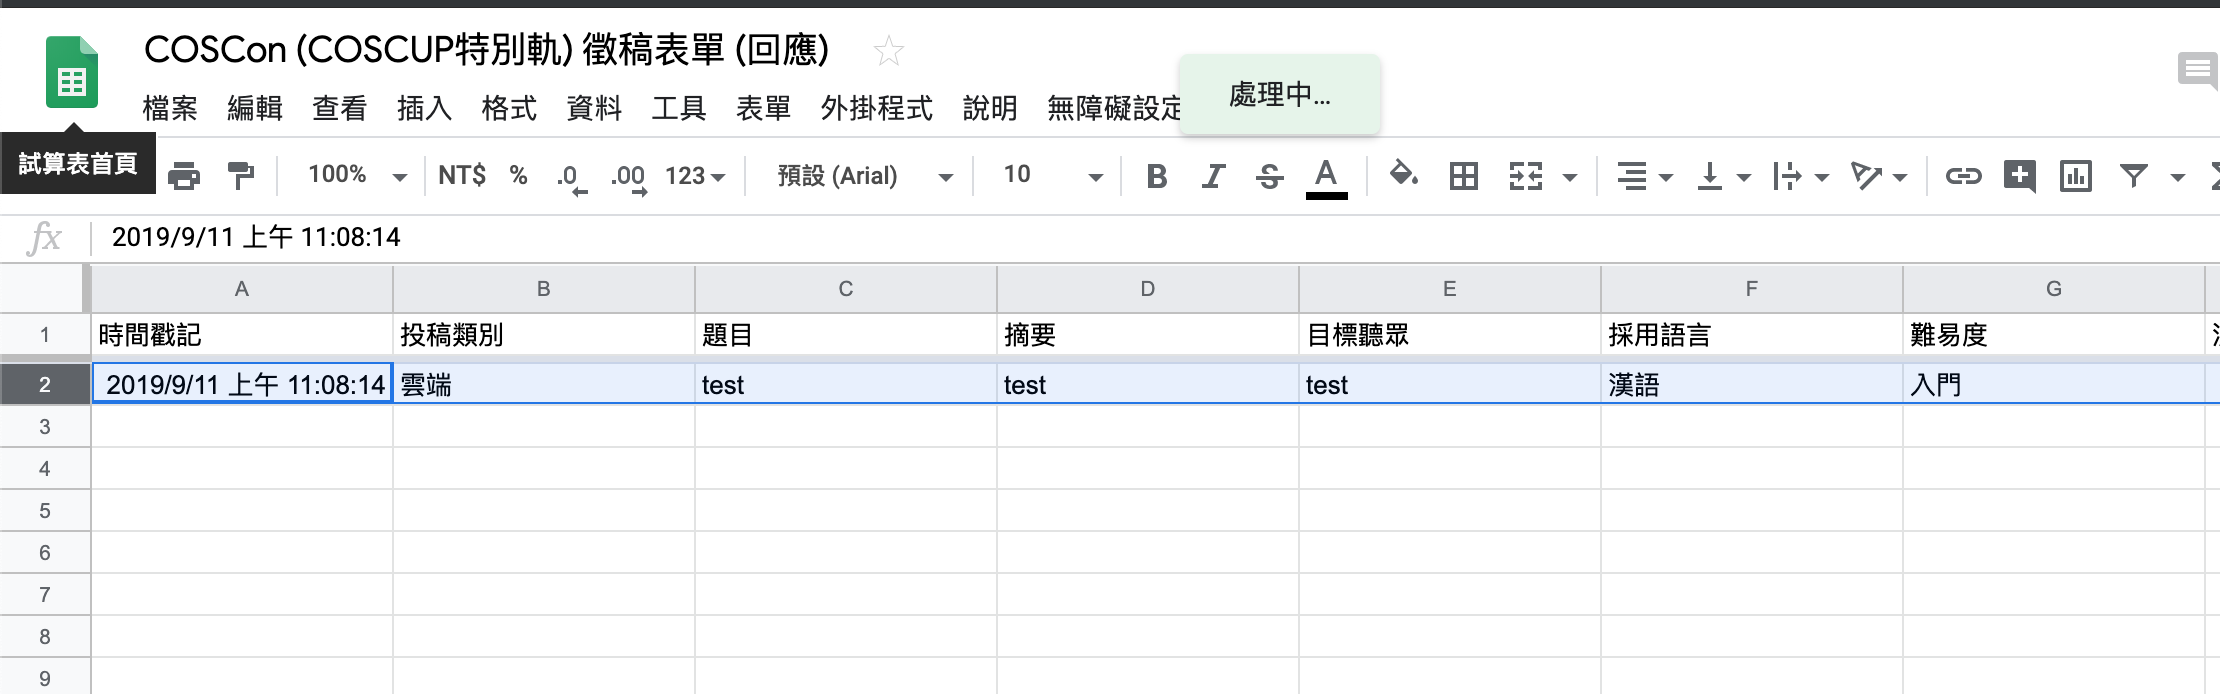 COSCon (COSCUP特別軌) 徵稿表單 (回應)
檔案 編輯 查看 插入 格式 資料 工具 表單 外掛程式 說明 無障礙設定
處理中...
試算表首頁
100% NT$ % .0 .00 123 預設 (Arial) 10 B I S A
fx 2019/9/11 上午 11:08:14
A B C D E F G
1 時間戳記 投稿類別 題目 摘要 目標聽眾 採用語言 難易度
2 2019/9/11 上午 11:08:14 雲端 test test test 漢語 入門
3
4
5
6
7
8
9